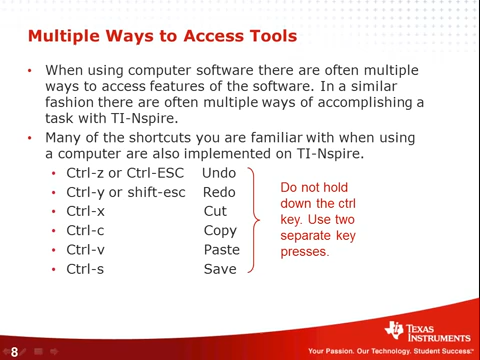 Multiple Ways to Access Tools
• When using computer software there are often multiple
ways to access features of the software. In a similar
fashion there are often multiple ways of accomplishing a
task with TI-Nspire.
• Many of the shortcuts you are familiar with when using
a computer are also implemented on TI-Nspire.
• Ctrl-z or Ctrl-ESC Undo
• Ctrl-y or shift-esc Redo
• Ctrl-x Cut
• Ctrl-c Copy
• Ctrl-v Paste
• Ctrl-s Save
Do not hold
down the ctrl
key. Use two
separate key
presses.
TEXAS
INSTRUMENTS
8
Your Passion. Our Technology. Student Success.™